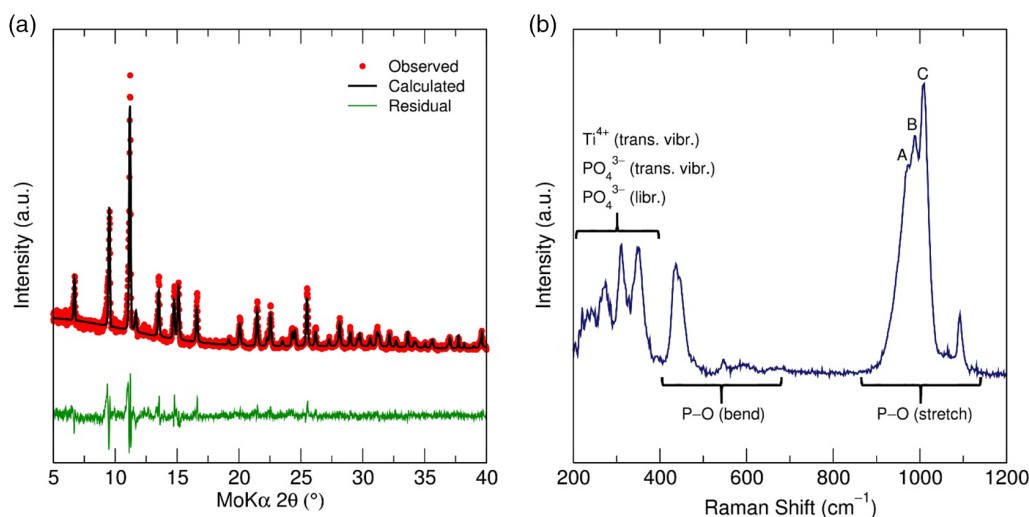 (a)
Observed
Calculated
Residual
Intensity (a.u.)
5 10 15 20 25 30 35 40
MoKα 2θ (°)
(b)
Ti⁴⁺ (trans. vibr.)
PO₄³⁻ (trans. vibr.)
PO₄³⁻ (libr.)
A
B
C
P–O (bend)
P–O (stretch)
Intensity (a.u.)
200 400 600 800 1000 1200
Raman Shift (cm⁻¹)